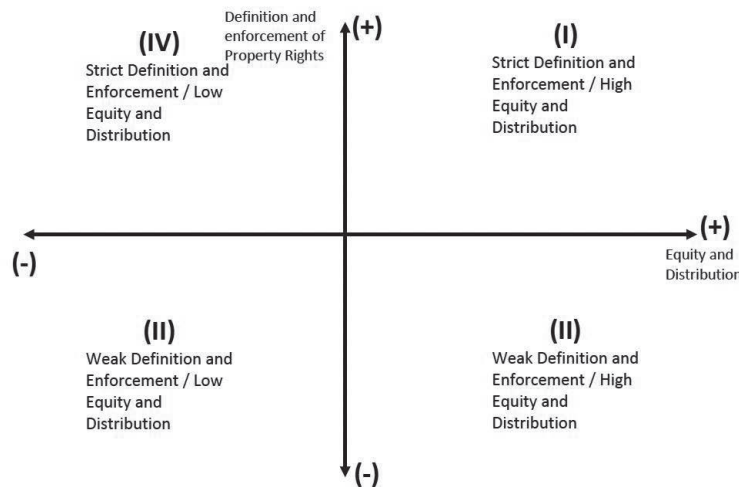 Definition and
enforcement of
Property Rights
(+)
(IV)
Strict Definition and
Enforcement / Low
Equity and
Distribution
(I)
Strict Definition and
Enforcement / High
Equity and
Distribution
(-)
(+)
Equity and
Distribution
(II)
Weak Definition and
Enforcement / Low
Equity and
Distribution
(II)
Weak Definition and
Enforcement / High
Equity and
Distribution
(-)